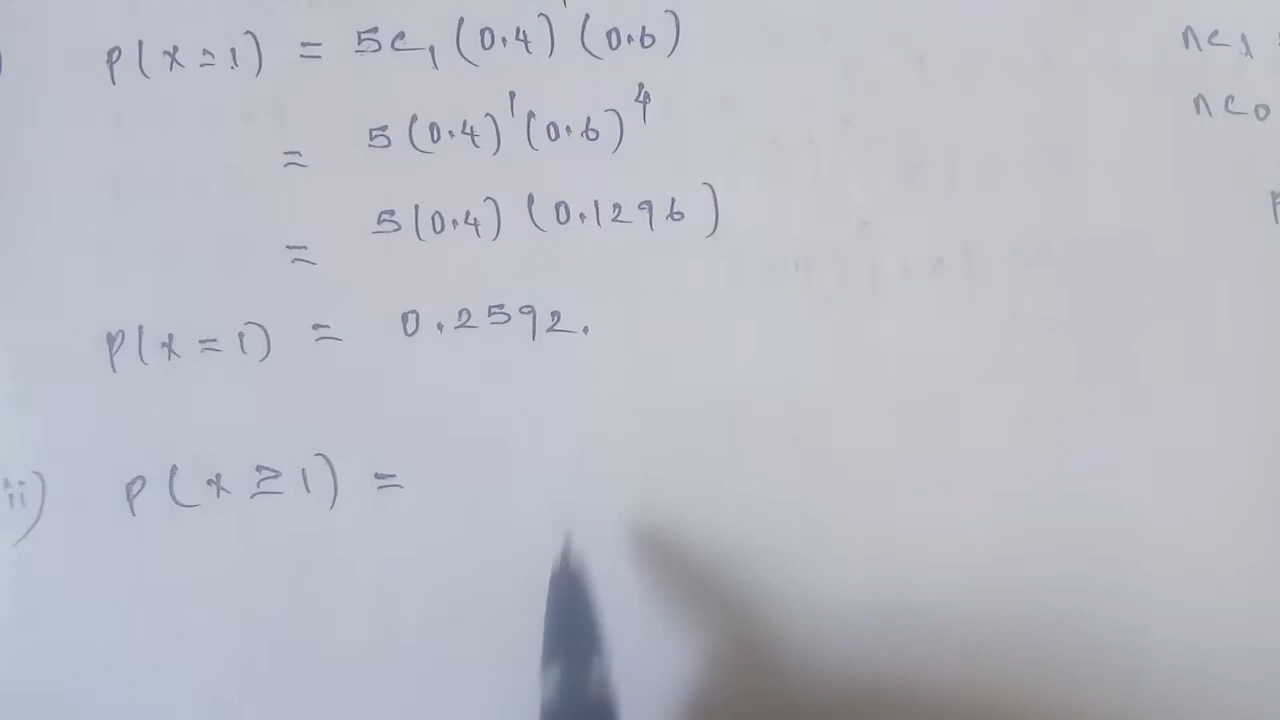 P(x=1) = 5c₁ (0.4)' (0.6)
= 5(0.4)¹(0.6)⁴
= 5(0.4) (0.1296)
P(x=1) = 0.2592.
ii) P(x≥1) =
nc₁
nc₀